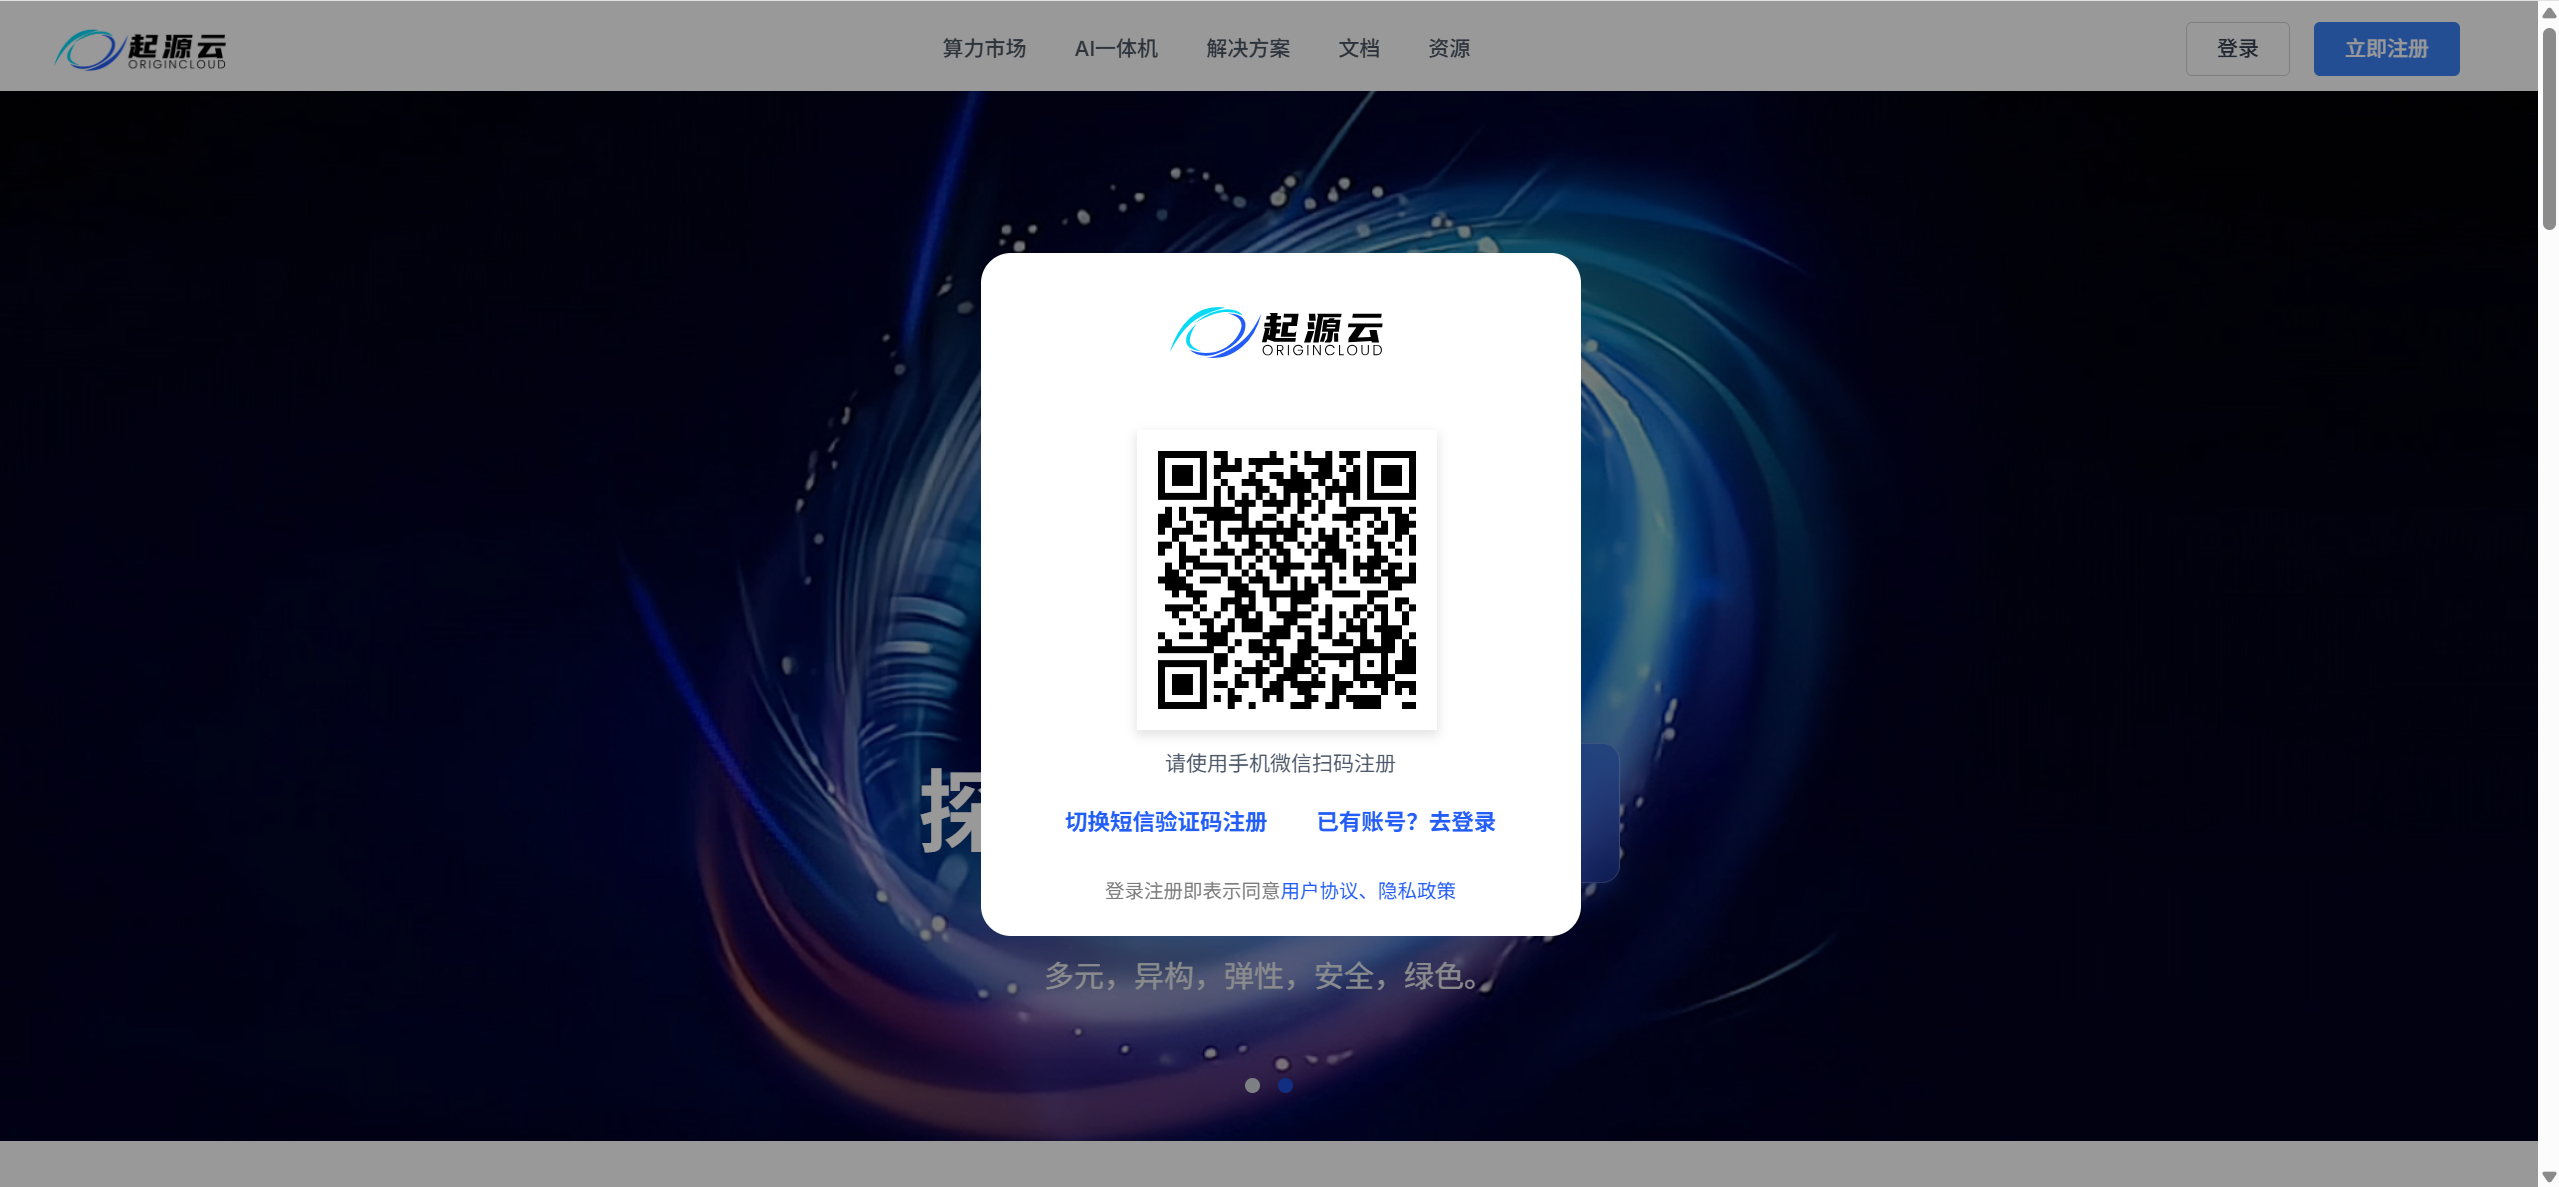 起源云
ORIGINCLOUD
算力市场 AI一体机 解决方案 文档 资源
登录 立即注册
起源云
ORIGINCLOUD
请使用手机微信扫码注册
切换短信验证码注册 已有账号？去登录
登录注册即表示同意用户协议、隐私政策
多元，异构，弹性，安全，绿色。